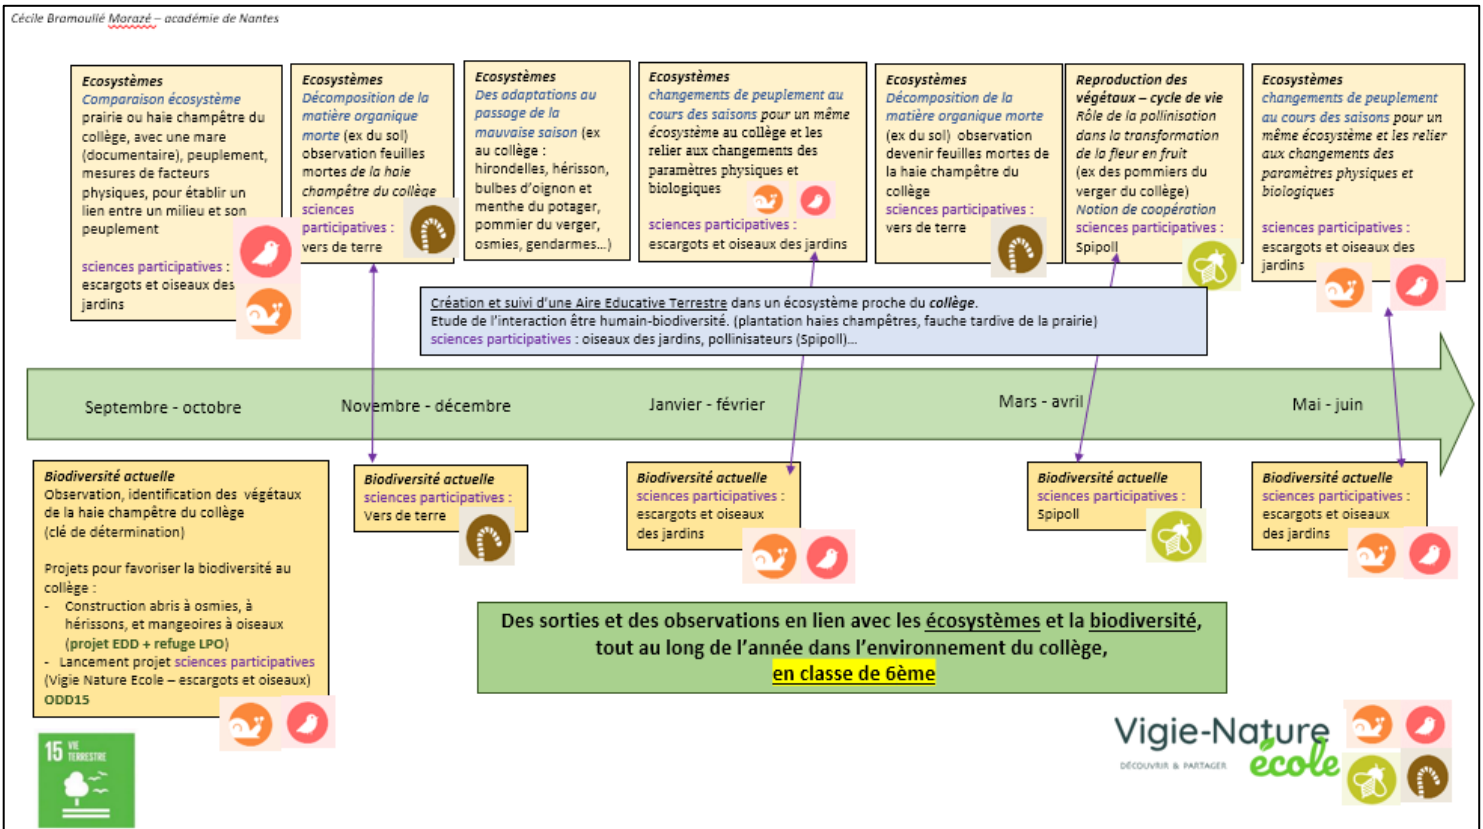 Cécile Bramoullé Morazé – académie de Nantes
Ecosystèmes
Comparaison écosystème
prairie ou haie champêtre du
collège, avec une mare
(documentaire), peuplement,
mesures de facteurs
physiques, pour établir un
lien entre un milieu et son
peuplement
sciences participatives :
escargots et oiseaux des
jardins
Ecosystèmes
Décomposition de la
matière organique
morte (ex du sol)
observation feuilles
mortes de la haie
champêtre du collège
sciences
participatives :
vers de terre
Ecosystèmes
Des adaptations au
passage de la
mauvaise saison (ex
au collège :
hirondelles, hérisson,
bulbes d'oignon et
menthe du potager,
pommier du verger,
osmies, gendarmes...)
Ecosystèmes
changements de peuplement au
cours des saisons pour un même
écosystème au collège et les
relier aux changements des
paramètres physiques et
biologiques
sciences participatives :
escargots et oiseaux des jardins
Ecosystèmes
Décomposition de la
matière organique morte
(ex du sol) observation
devenir feuilles mortes de
la haie champêtre du
collège
sciences participatives :
vers de terre
Reproduction des
végétaux – cycle de vie
Rôle de la pollinisation
dans la transformation
de la fleur en fruit
(ex des pommiers du
verger du collège)
Notion de coopération
sciences participatives :
Spipoll
Ecosystèmes
changements de peuplement
au cours des saisons pour un
même écosystème et les relier
aux changements des
paramètres physiques et
biologiques
sciences participatives :
escargots et oiseaux des
jardins
Création et suivi d'une Aire Educative Terrestre dans un écosystème proche du collège.
Etude de l'interaction être humain-biodiversité. (plantation haies champêtres, fauche tardive de la prairie)
sciences participatives : oiseaux des jardins, pollinisateurs (Spipoll)...
Septembre - octobre
Novembre - décembre
Janvier - février
Mars - avril
Mai - juin
Biodiversité actuelle
Observation, identification des végétaux
de la haie champêtre du collège
(clé de détermination)
Projets pour favoriser la biodiversité au
collège :
- Construction abris à osmies, à
hérissons, et mangeoires à oiseaux
(projet EDD + refuge LPO)
- Lancement projet sciences participatives
(Vigie Nature Ecole – escargots et oiseaux)
ODD15
Biodiversité actuelle
sciences participatives :
Vers de terre
Biodiversité actuelle
sciences participatives :
escargots et oiseaux
des jardins
Biodiversité actuelle
sciences participatives :
Spipoll
Biodiversité actuelle
sciences participatives :
escargots et oiseaux
des jardins
Des sorties et des observations en lien avec les écosystèmes et la biodiversité,
tout au long de l'année dans l'environnement du collège,
en classe de 6ème
15 VIE
TERRESTRE
Vigie-Nature
école
DÉCOUVRIR & PARTAGER